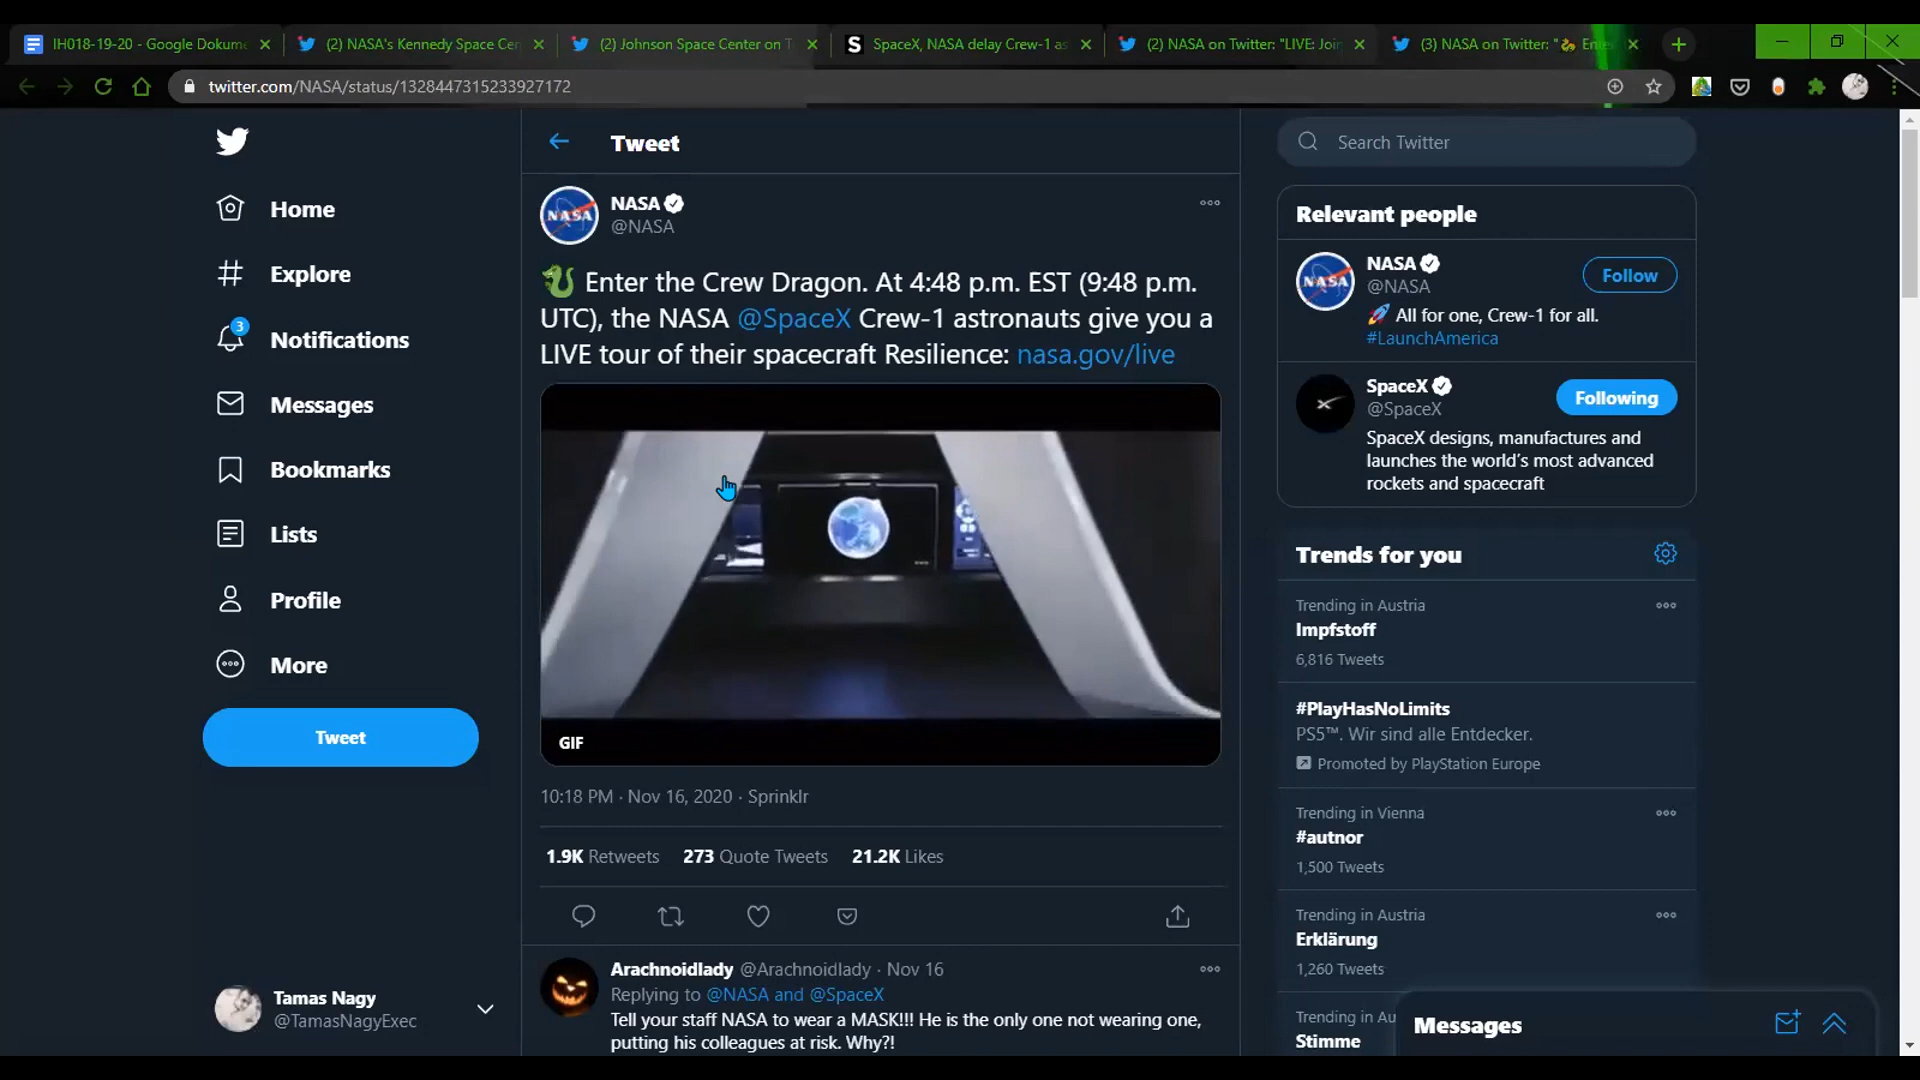 IH018-19-20 - Google Dokume
(2) NASA's Kennedy Space Cen
(2) Johnson Space Center on T
SpaceX, NASA delay Crew-1 as
(2) NASA on Twitter: "LIVE: Join
(3) NASA on Twitter: "🐉 Ente
twitter.com/NASA/status/1328447315233927172
Home
Explore
3
Notifications
Messages
Bookmarks
Lists
Profile
More
Tweet
Tamas Nagy
@TamasNagyExec
Tweet
NASA
NASA
@NASA
🐉 Enter the Crew Dragon. At 4:48 p.m. EST (9:48 p.m.
UTC), the NASA @SpaceX Crew-1 astronauts give you a
LIVE tour of their spacecraft Resilience: nasa.gov/live
GIF
10:18 PM · Nov 16, 2020 · Sprinklr
1.9K Retweets 273 Quote Tweets 21.2K Likes
Arachnoidlady @Arachnoidlady · Nov 16
Replying to @NASA and @SpaceX
Tell your staff NASA to wear a MASK!!! He is the only one not wearing one,
putting his colleagues at risk. Why?!
Search Twitter
Relevant people
NASA
NASA
@NASA
Follow
🚀 All for one, Crew-1 for all.
#LaunchAmerica
SpaceX
@SpaceX
Following
SpaceX designs, manufactures and
launches the world's most advanced
rockets and spacecraft
Trends for you
Trending in Austria
Impfstoff
6,816 Tweets
#PlayHasNoLimits
PS5™. Wir sind alle Entdecker.
Promoted by PlayStation Europe
Trending in Vienna
#autnor
1,500 Tweets
Trending in Austria
Erklärung
1,260 Tweets
Trending in Au
Stimme
Messages